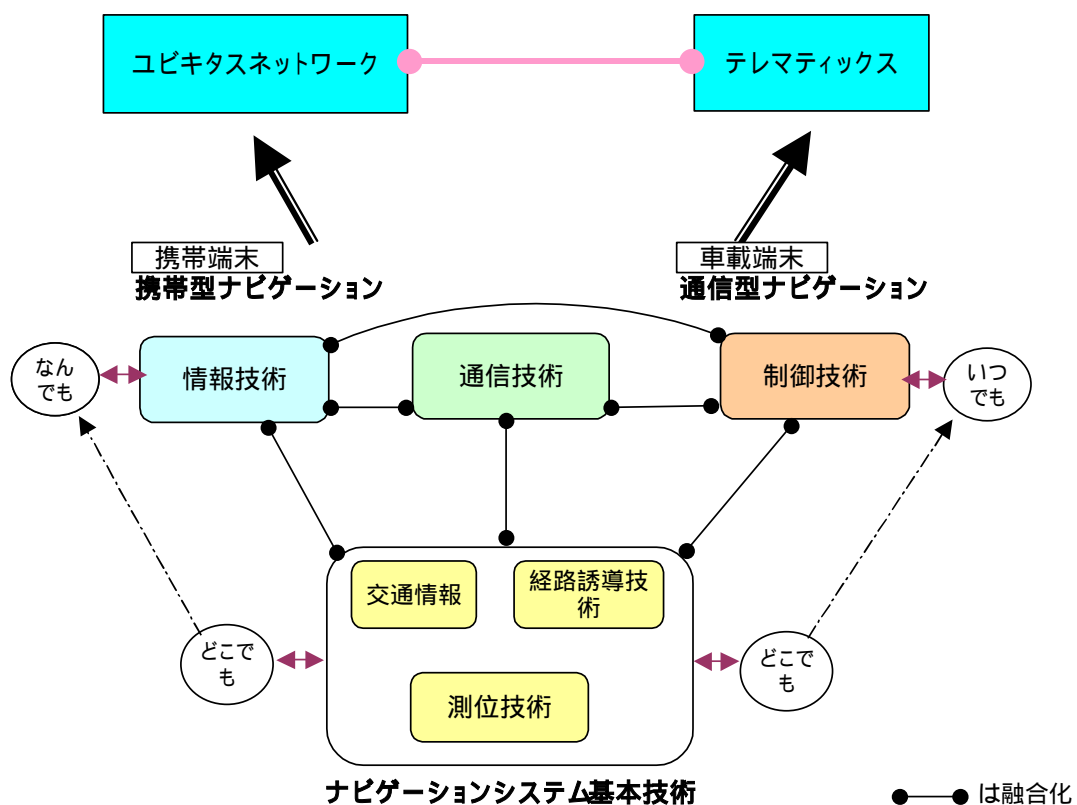 ユビキタスネットワーク
テレマティックス
携帯端末
携帯型ナビゲーション
車載端末
通信型ナビゲーション
なん
でも
情報技術
通信技術
制御技術
いつ
でも
交通情報
経路誘導技
術
どこで
も
どこで
も
測位技術
ナビゲーションシステム基本技術
は融合化